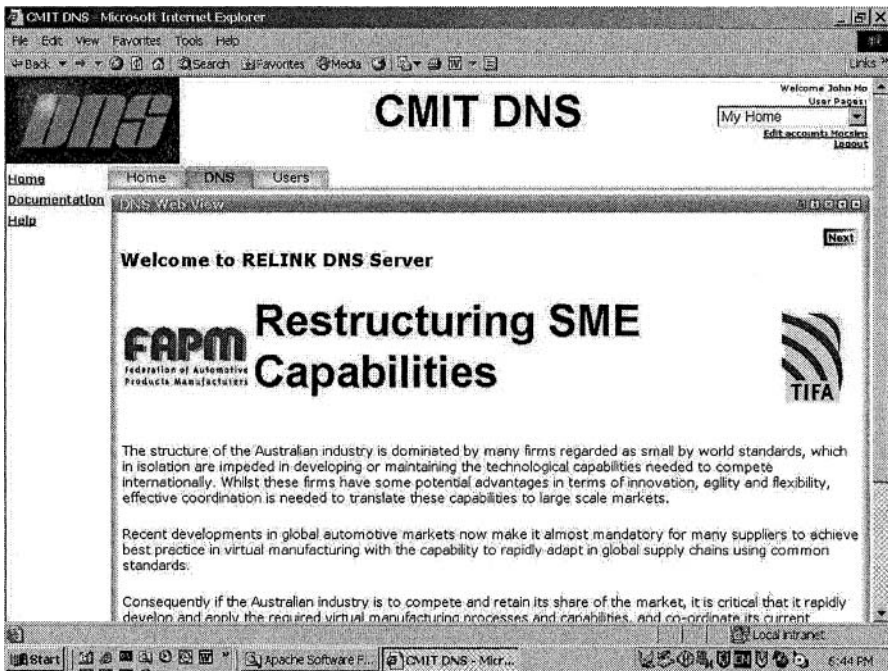 CMIT DNS - Microsoft Internet Explorer
File Edit View Favorites Tools Help
Back Search Favorites Media Links »
DNS
CMIT DNS
Welcome John Mo
User Pages:
My Home
Edit account:
Logout
Home
Documentation
Help
Home DNS Users
DNS Web View
Next
Welcome to RELINK DNS Server
FAPM
Federation of Automotive
Products Manufacturers
Restructuring SME
Capabilities
TIFA
The structure of the Australian industry is dominated by many firms regarded as small by world standards, which
in isolation are impeded in developing or maintaining the technological capabilities needed to compete
internationally. Whilst these firms have some potential advantages in terms of innovation, agility and flexibility,
effective coordination is needed to translate these capabilities to large scale markets.
Recent developments in global automotive markets now make it almost mandatory for many suppliers to achieve
best practice in virtual manufacturing with the capability to rapidly adapt in global supply chains using common
standards.
Consequently if the Australian industry is to compete and retain its share of the market, it is critical that it rapidly
develop and apply the required virtual manufacturing processes and capabilities, and co-ordinate its current
Local intranet
Start Apache Software F... CMIT DNS - Micr... 6:44 PM